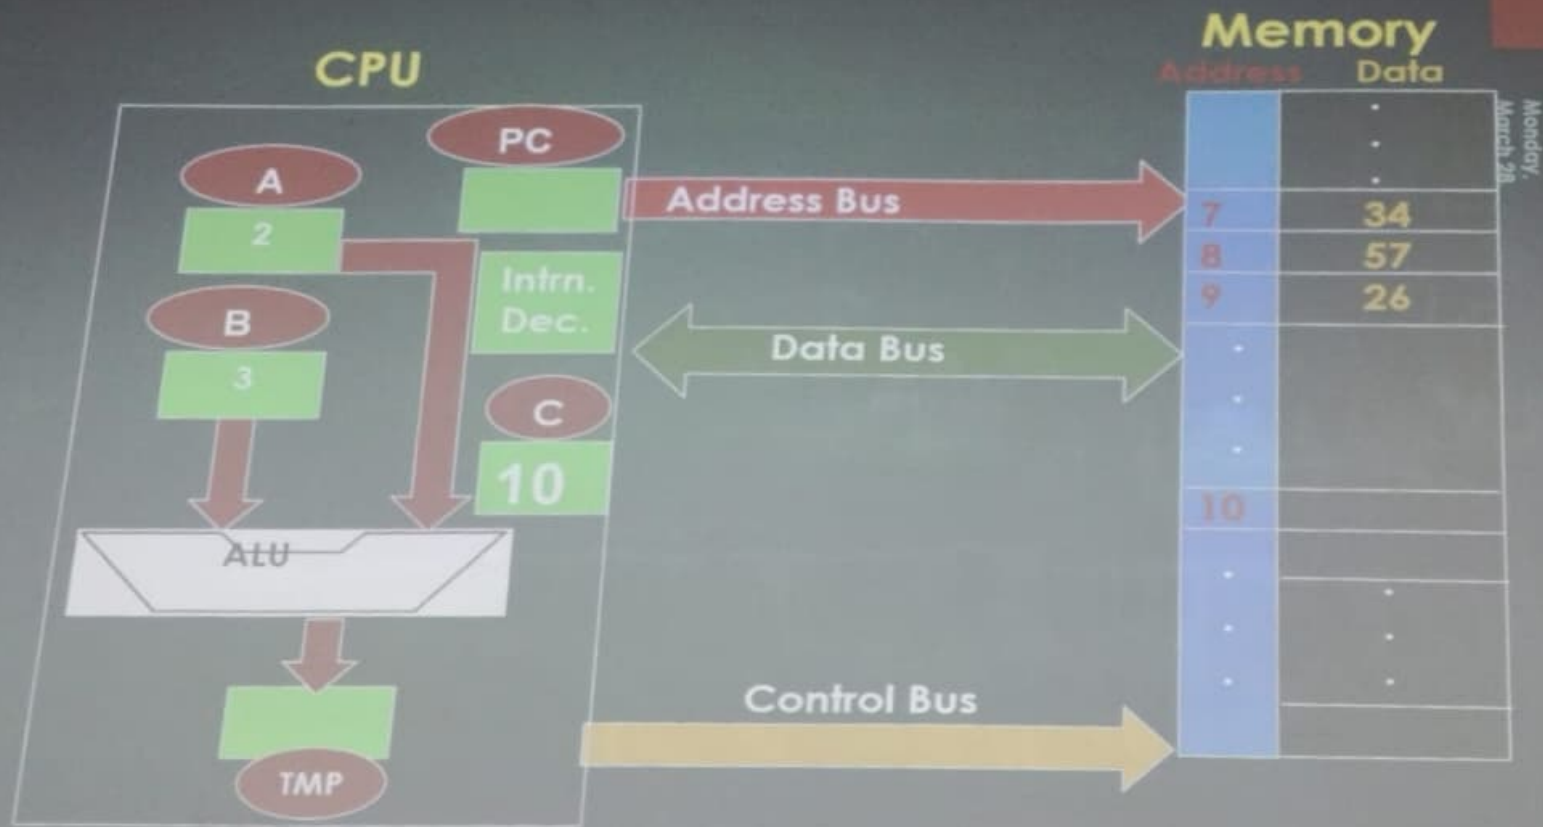 CPU
Memory
Address Data
Monday,
March 28
PC
A
2
Address Bus
7 34
8 57
9 26
Intrn.
Dec.
B
3
Data Bus
C
10
10
ALU
Control Bus
TMP